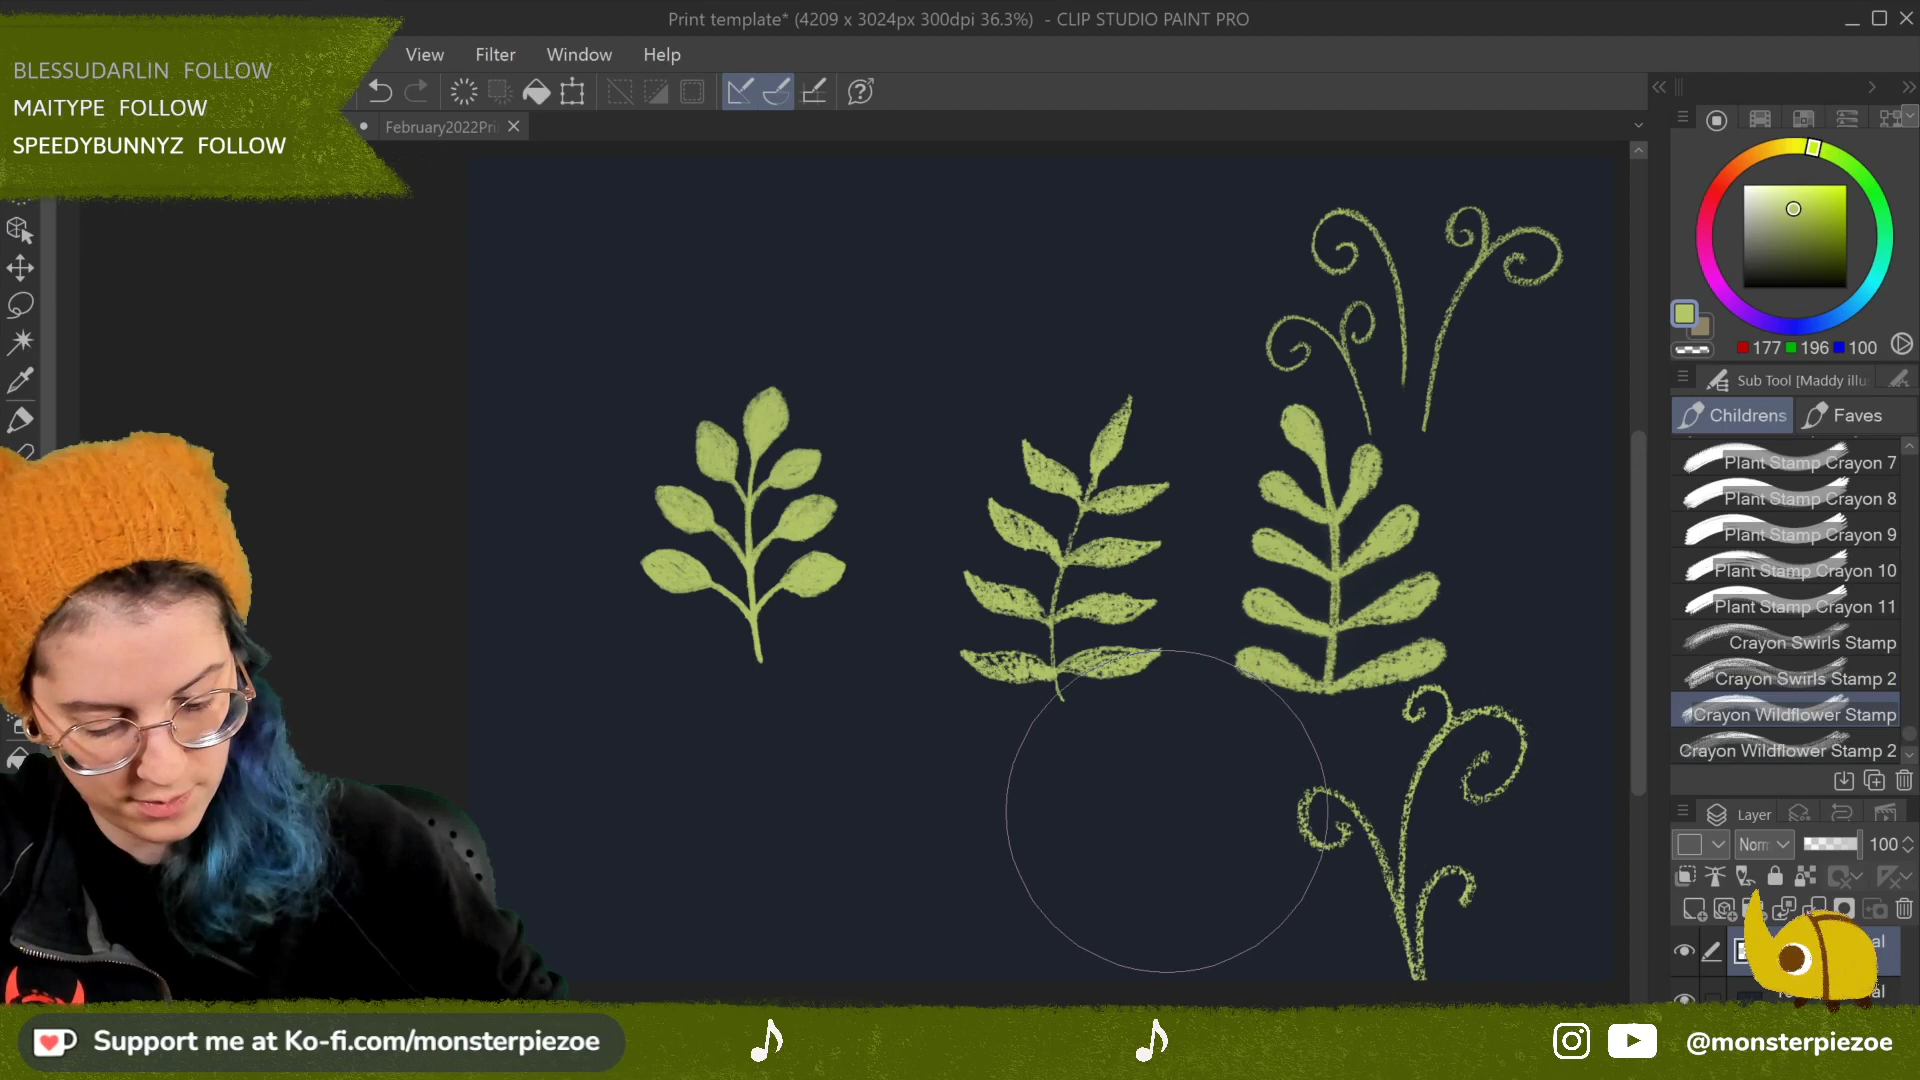 Print template* (4209 x 3024px 300dpi 36.3%) - CLIP STUDIO PAINT PRO
View Filter Window Help
BLESSUDARLIN FOLLOW
MAITYPE FOLLOW
SPEEDYBUNNYZ FOLLOW
February2022Pri
177 196 100
Sub Tool [Maddy illu
Childrens Faves
Plant Stamp Crayon 7
Plant Stamp Crayon 8
Plant Stamp Crayon 9
Plant Stamp Crayon 10
Plant Stamp Crayon 11
Crayon Swirls Stamp
Crayon Swirls Stamp 2
Crayon Wildflower Stamp
Crayon Wildflower Stamp 2
Layer
Norr 100
al
al
Support me at Ko-fi.com/monsterpiezoe
@monsterpiezoe